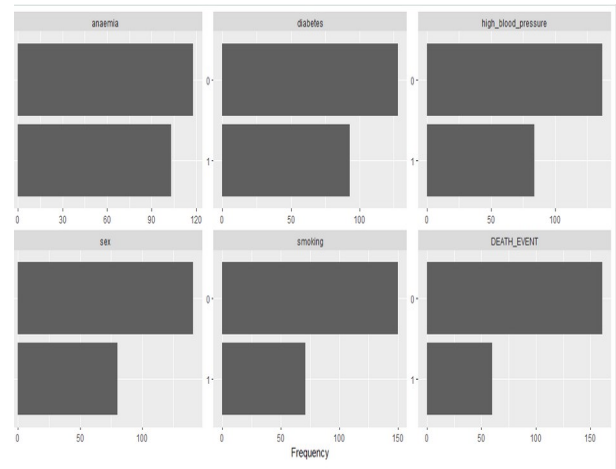 anaemia
diabetes
high_blood_pressure
0
0
0
1
1
1
0 30 60 90 120
0 50 100
0 50 100
sex
smoking
DEATH_EVENT
0
0
0
1
1
1
0 50 100
0 50 100 150
0 50 100 150
Frequency